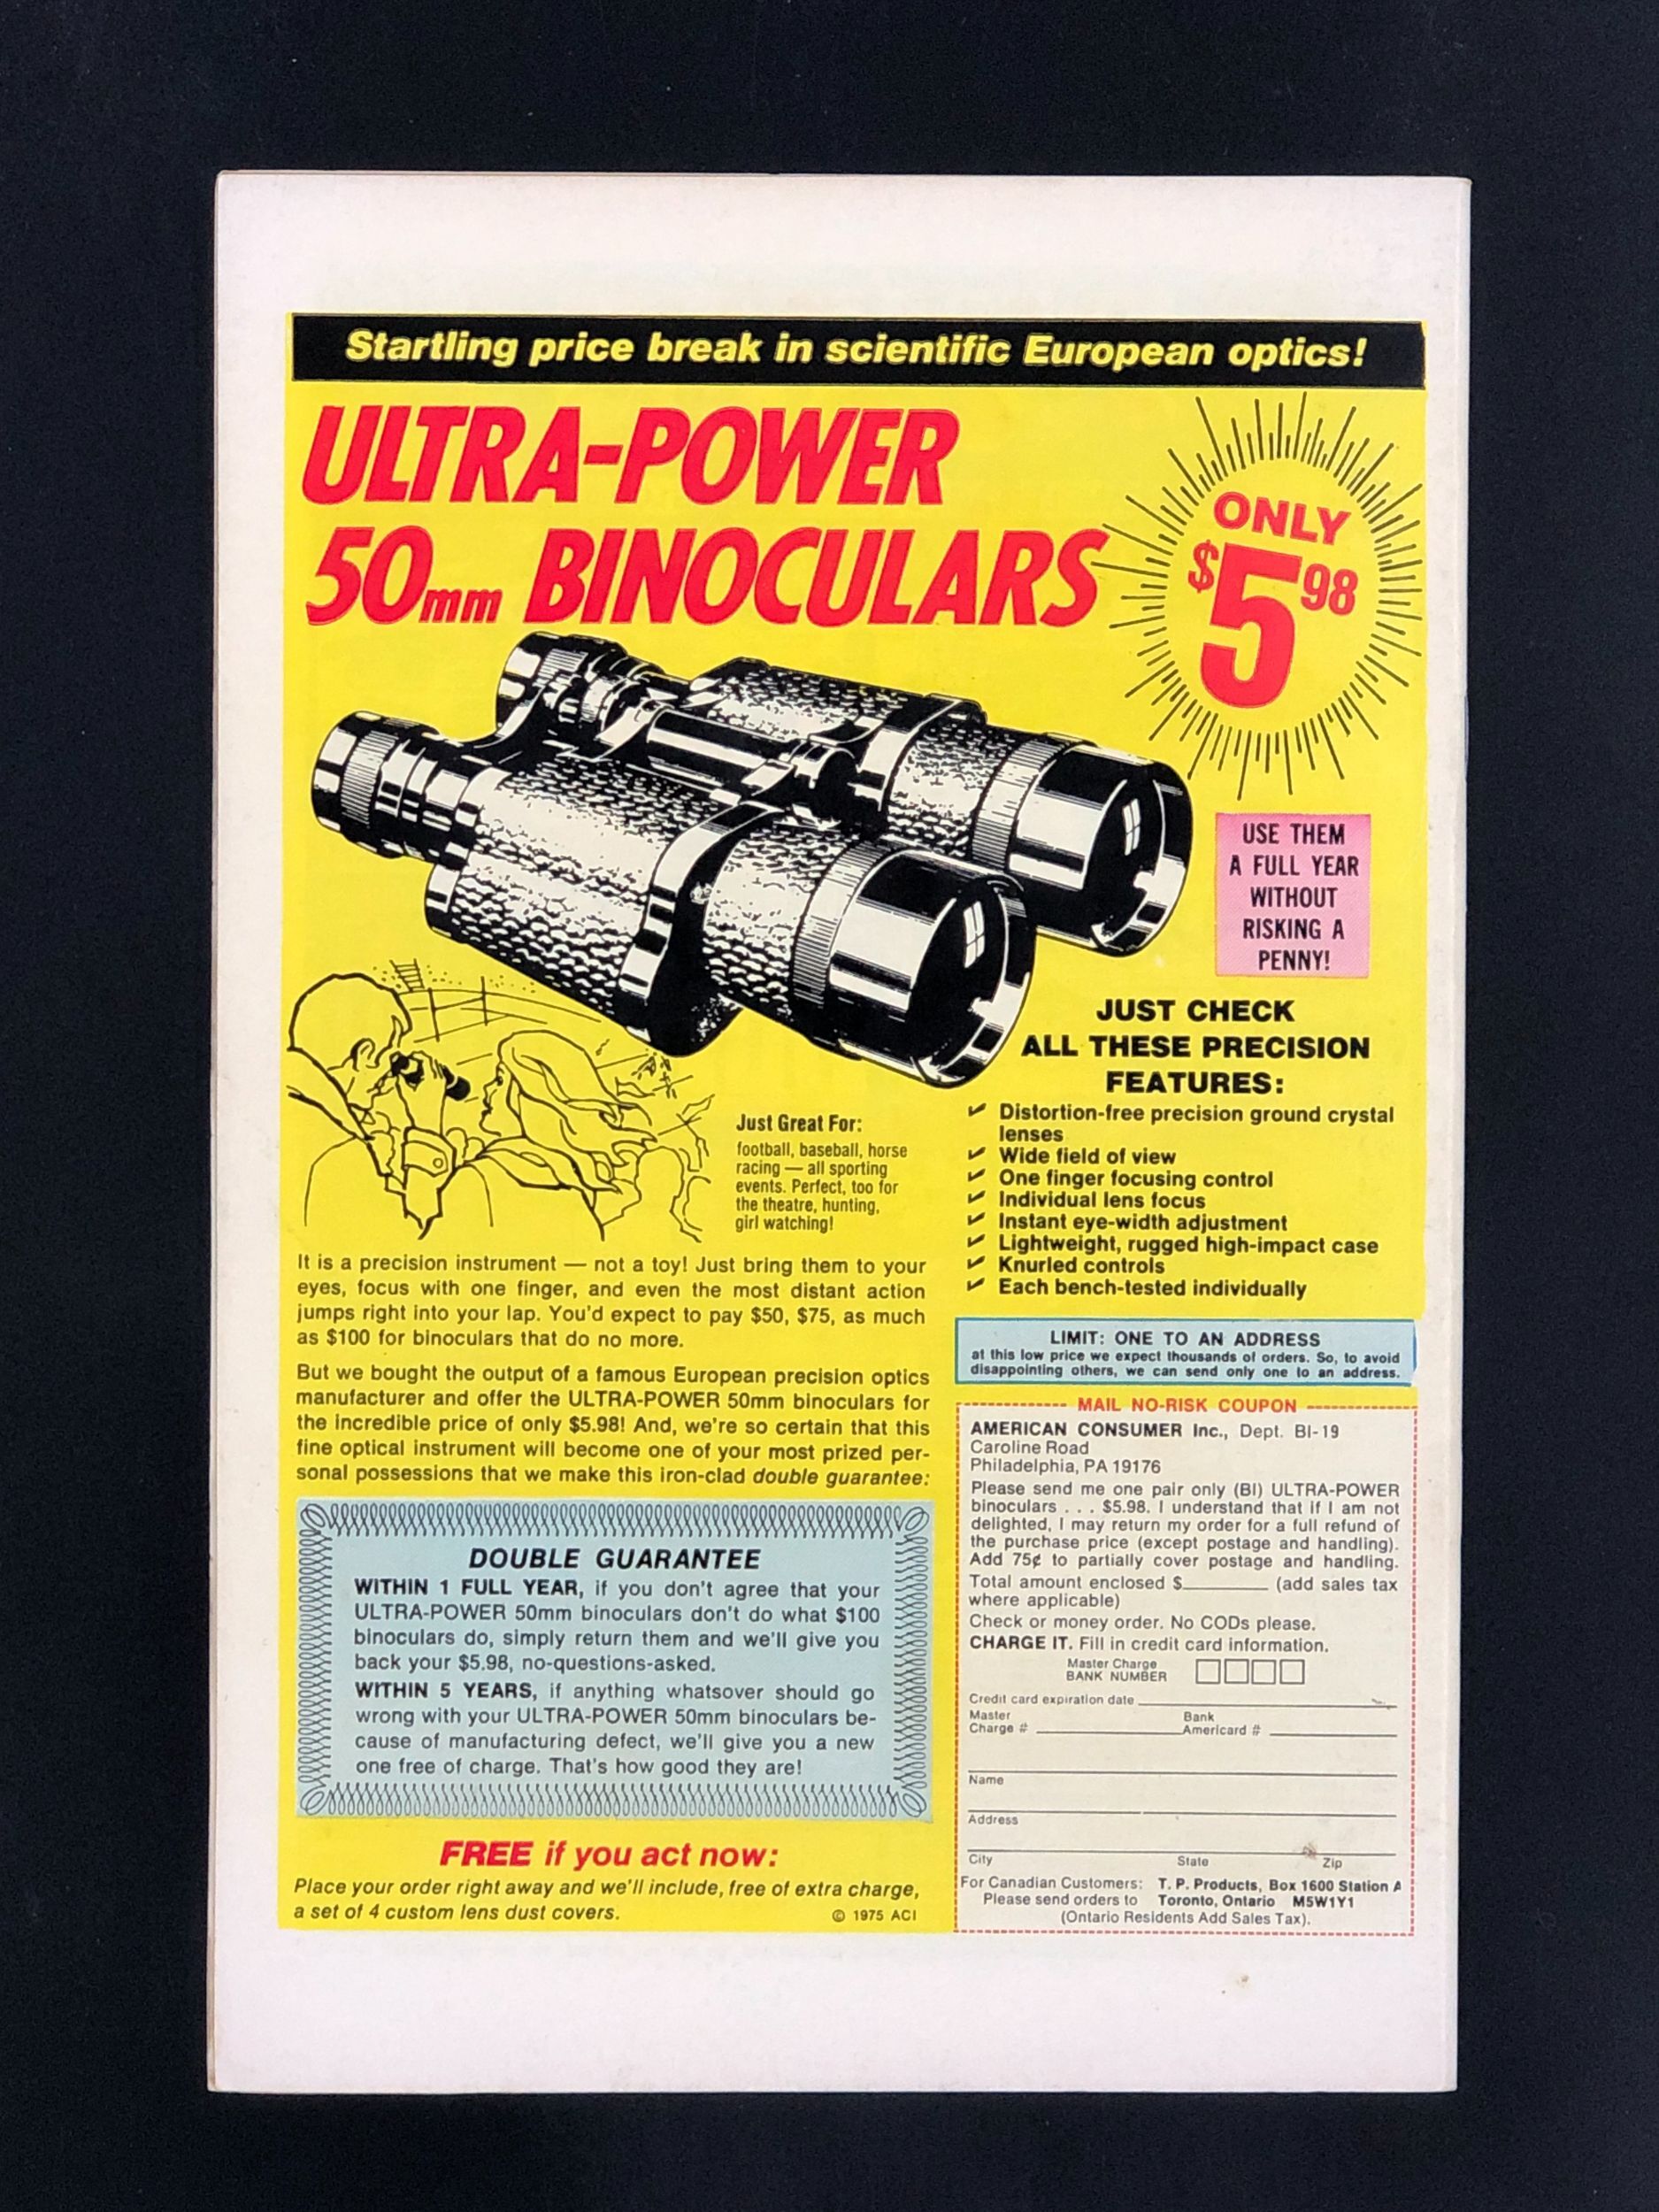 Startling price break in scientific European optics!
ULTRA-POWER
50mm BINOCULARS
ONLY
$5 98
USE THEM
A FULL YEAR
WITHOUT
RISKING A
PENNY!
JUST CHECK
ALL THESE PRECISION
FEATURES:
✔ Distortion-free precision ground crystal
lenses
✔ Wide field of view
✔ One finger focusing control
✔ Individual lens focus
✔ Instant eye-width adjustment
✔ Lightweight, rugged high-impact case
✔ Knurled controls
✔ Each bench-tested individually
Just Great For:
football, baseball, horse
racing — all sporting
events. Perfect, too for
the theatre, hunting,
girl watching!
It is a precision instrument — not a toy! Just bring them to your
eyes, focus with one finger, and even the most distant action
jumps right into your lap. You'd expect to pay $50, $75, as much
as $100 for binoculars that do no more.
But we bought the output of a famous European precision optics
manufacturer and offer the ULTRA-POWER 50mm binoculars for
the incredible price of only $5.98! And, we're so certain that this
fine optical instrument will become one of your most prized per-
sonal possessions that we make this iron-clad double guarantee:
DOUBLE GUARANTEE
WITHIN 1 FULL YEAR, if you don't agree that your
ULTRA-POWER 50mm binoculars don't do what $100
binoculars do, simply return them and we'll give you
back your $5.98, no-questions-asked.
WITHIN 5 YEARS, if anything whatsover should go
wrong with your ULTRA-POWER 50mm binoculars be-
cause of manufacturing defect, we'll give you a new
one free of charge. That's how good they are!
FREE if you act now:
Place your order right away and we'll include, free of extra charge,
a set of 4 custom lens dust covers.
© 1975 ACI
LIMIT: ONE TO AN ADDRESS
at this low price we expect thousands of orders. So, to avoid
disappointing others, we can send only one to an address.
MAIL NO-RISK COUPON
AMERICAN CONSUMER Inc., Dept. BI-19
Caroline Road
Philadelphia, PA 19176
Please send me one pair only (BI) ULTRA-POWER
binoculars . . . $5.98. I understand that if I am not
delighted, I may return my order for a full refund of
the purchase price (except postage and handling).
Add 75¢ to partially cover postage and handling.
Total amount enclosed $________ (add sales tax
where applicable)
Check or money order. No CODs please.
CHARGE IT. Fill in credit card information.
Master Charge
BANK NUMBER
Credit card expiration date
Master Bank
Charge # Americard #
Name
Address
City State Zip
For Canadian Customers: T. P. Products, Box 1600 Station A
Please send orders to Toronto, Ontario M5W1Y1
(Ontario Residents Add Sales Tax).